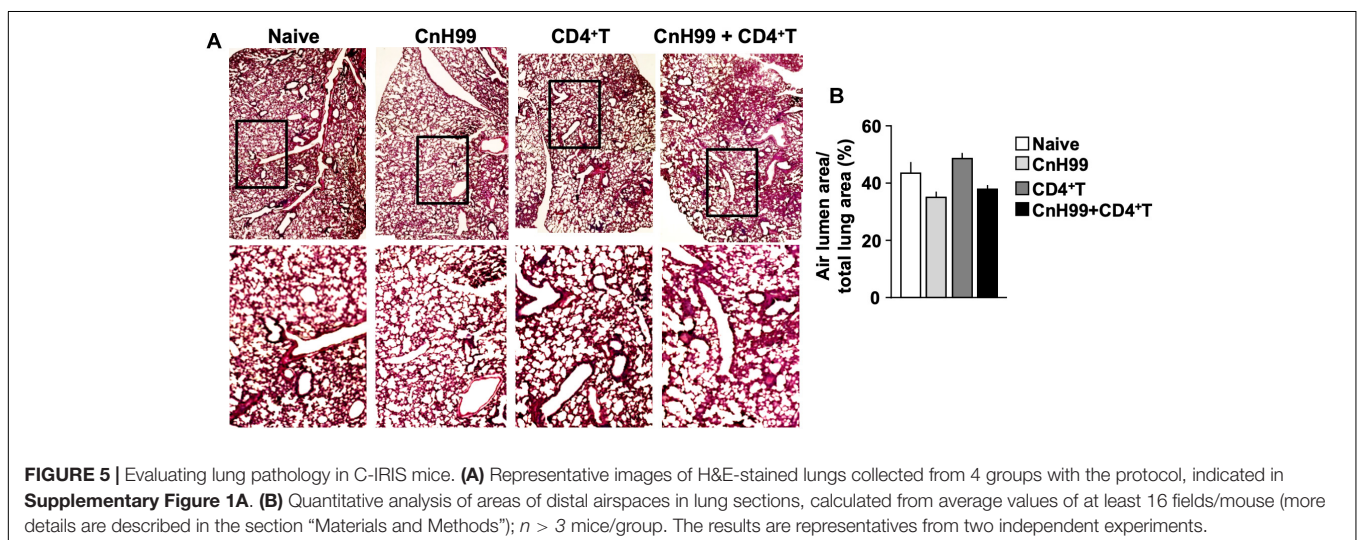 A
Naive CnH99 CD4⁺T CnH99 + CD4⁺T
B
Air lumen area/
total lung area (%)
60
40
20
0
Naive
CnH99
CD4⁺T
CnH99+CD4⁺T
FIGURE 5 | Evaluating lung pathology in C-IRIS mice. (A) Representative images of H&E-stained lungs collected from 4 groups with the protocol, indicated in
Supplementary Figure 1A. (B) Quantitative analysis of areas of distal airspaces in lung sections, calculated from average values of at least 16 fields/mouse (more
details are described in the section “Materials and Methods”); n > 3 mice/group. The results are representatives from two independent experiments.